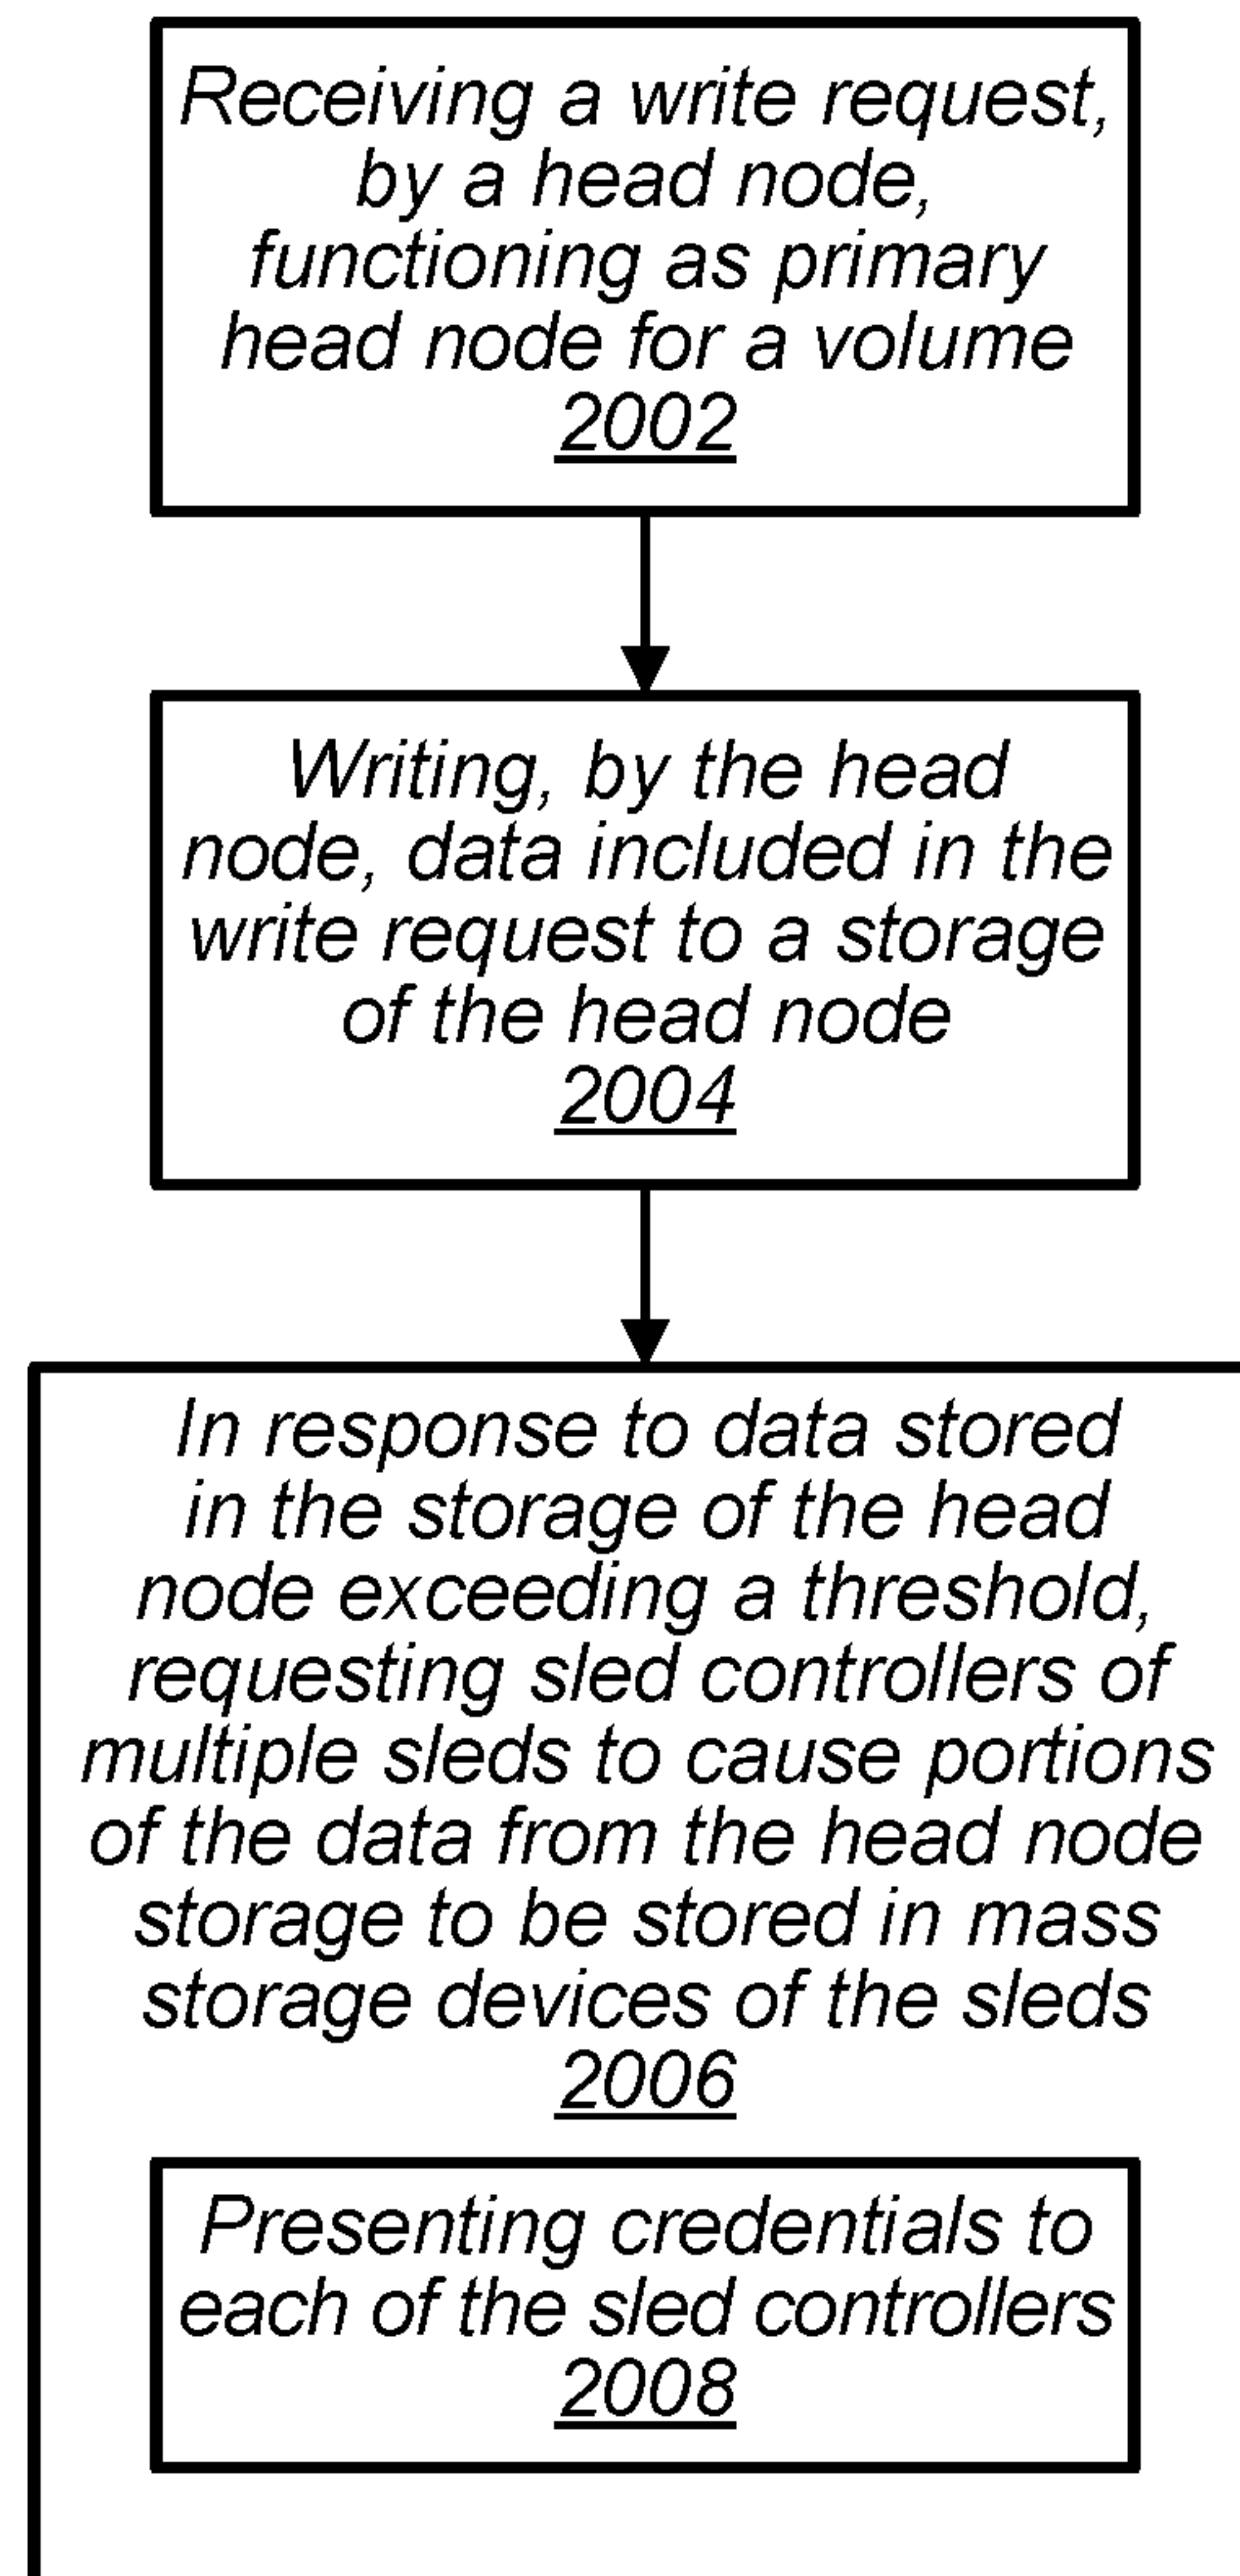 Receiving a write request,
by a head node,
functioning as primary
head node for a volume
2002
Writing, by the head
node, data included in the
write request to a storage
of the head node
2004
In response to data stored
in the storage of the head
node exceeding a threshold,
requesting sled controllers of
multiple sleds to cause portions
of the data from the head node
storage to be stored in mass
storage devices of the sleds
2006
Presenting credentials to
each of the sled controllers
2008